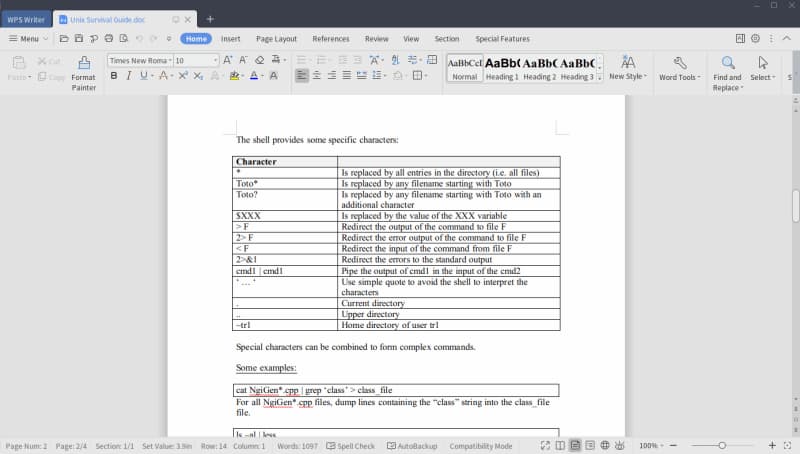 WPS Writer
Unix Survival Guide.doc
Menu Home Insert Page Layout References Review View Section Special Features
Paste Cut Copy Format Painter
Times New Roma 10
AaBbCcI AaBb( AaBb( AaBb(
Normal Heading 1 Heading 2 Heading 3
New Style Word Tools Find and Replace Select S
The shell provides some specific characters:
Character
* Is replaced by all entries in the directory (i.e. all files)
Toto* Is replaced by any filename starting with Toto
Toto? Is replaced by any filename starting with Toto with an
additional character
$XXX Is replaced by the value of the XXX variable
> F Redirect the output of the command to file F
2> F Redirect the error output of the command to file F
< F Redirect the input of the command from file F
2>&1 Redirect the errors to the standard output
cmd1 | cmd1 Pipe the output of cmd1 in the input of the cmd2
‘ … ‘ Use simple quote to avoid the shell to interpret the
characters
. Current directory
.. Upper directory
~tr1 Home directory of user tr1
Special characters can be combined to form complex commands.
Some examples:
cat NgiGen*.cpp | grep ‘class’ > class_file
For all NgiGen*.cpp files, dump lines containing the “class” string into the class_file
file.
ls –al | less
Page Num: 2 Page: 2/4 Section: 1/1 Set Value: 3.9in Row: 14 Column: 1 Words: 1097 Spell Check AutoBackup Compatibility Mode 100%